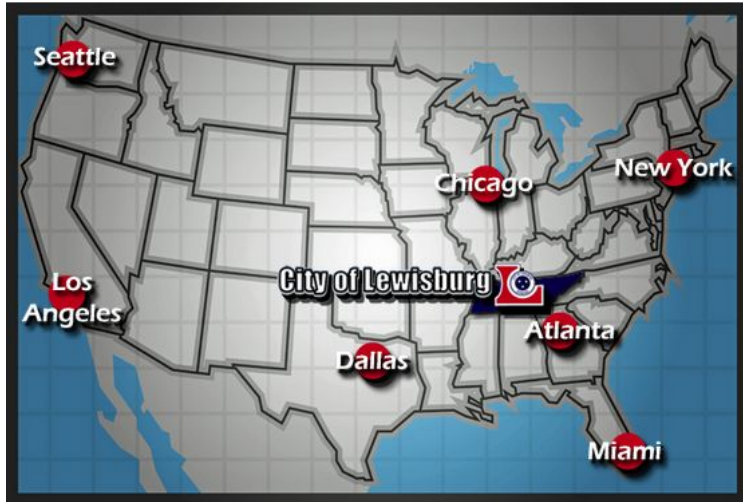 Seattle
New York
Chicago
City of Lewisburg
L
Los
Angeles
Atlanta
Dallas
Miami